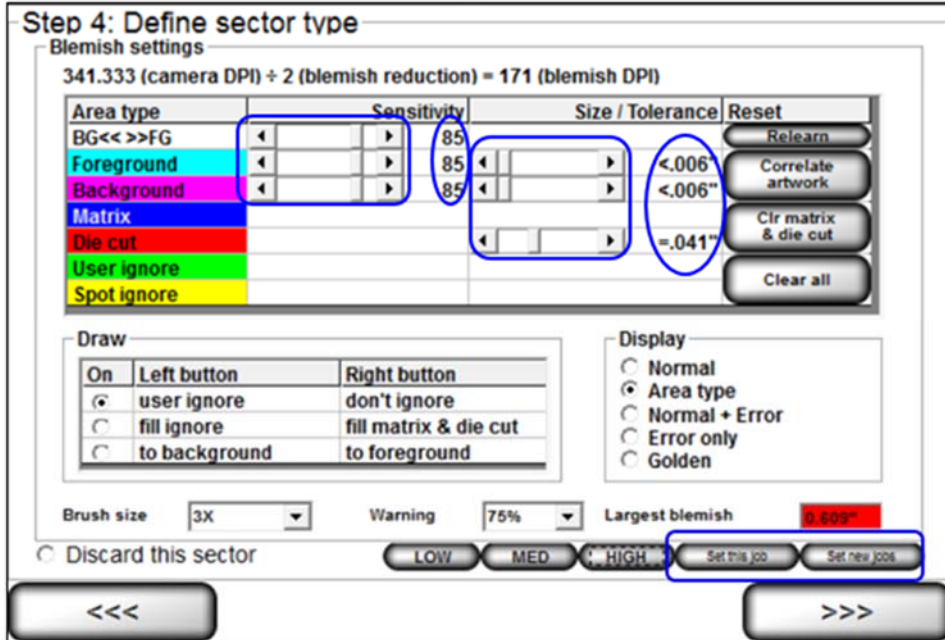 Step 4: Define sector type
Blemish settings
341.333 (camera DPI) ÷ 2 (blemish reduction) = 171 (blemish DPI)
Area type Sensitivity Size / Tolerance Reset
BG<< >>FG 85 Relearn
Foreground 85 <.006"
Correlate artwork
Background 85 <.006"
Matrix
Clr matrix & die cut
Die cut =.041"
User ignore
Clear all
Spot ignore
Draw
On Left button Right button
user ignore don't ignore
fill ignore fill matrix & die cut
to background to foreground
Display
Normal
Area type
Normal + Error
Error only
Golden
Brush size 3X Warning 75% Largest blemish 0.609"
Discard this sector LOW MED HIGH Set this job Set new jobs
<<< >>>